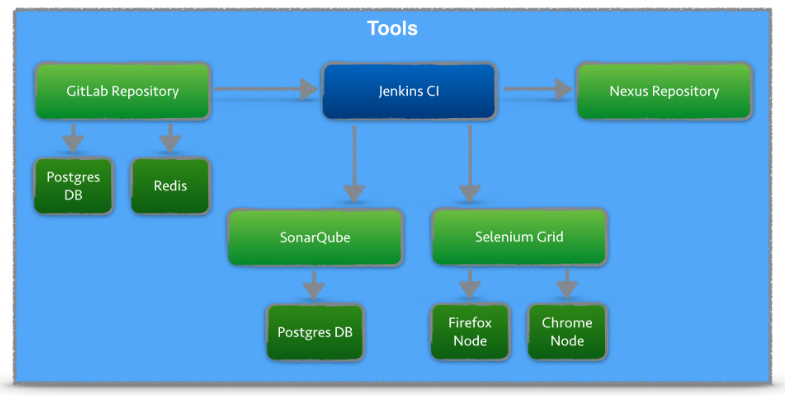 Tools
GitLab Repository
Jenkins CI
Nexus Repository
Postgres
DB
Redis
SonarQube
Selenium Grid
Postgres DB
Firefox
Node
Chrome
Node